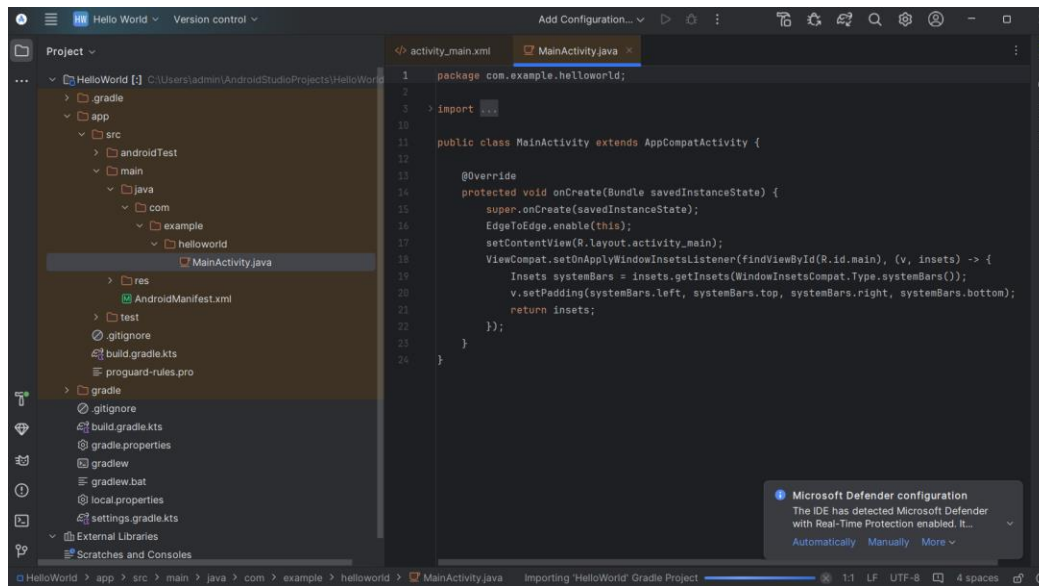 HW Hello World Version control Add Configuration...
Project
HelloWorld [:] C:\Users\admin\AndroidStudioProjects\HelloWorld
.gradle
app
src
androidTest
main
java
com
example
helloworld
MainActivity.java
res
AndroidManifest.xml
test
.gitignore
build.gradle.kts
proguard-rules.pro
gradle
.gitignore
build.gradle.kts
gradle.properties
gradlew
gradlew.bat
local.properties
settings.gradle.kts
External Libraries
Scratches and Consoles
activity_main.xml MainActivity.java
1 package com.example.helloworld;
2
3 import ...
10
11 public class MainActivity extends AppCompatActivity {
12
13 @Override
14 protected void onCreate(Bundle savedInstanceState) {
15 super.onCreate(savedInstanceState);
16 EdgeToEdge.enable(this);
17 setContentView(R.layout.activity_main);
18 ViewCompat.setOnApplyWindowInsetsListener(findViewById(R.id.main), (v, insets) -> {
19 Insets systemBars = insets.getInsets(WindowInsetsCompat.Type.systemBars());
20 v.setPadding(systemBars.left, systemBars.top, systemBars.right, systemBars.bottom);
21 return insets;
22 });
23 }
24 }
Microsoft Defender configuration
The IDE has detected Microsoft Defender
with Real-Time Protection enabled. It...
Automatically Manually More
HelloWorld > app > src > main > java > com > example > helloworld > MainActivity.java Importing 'HelloWorld' Gradle Project 1:1 LF UTF-8 4 spaces